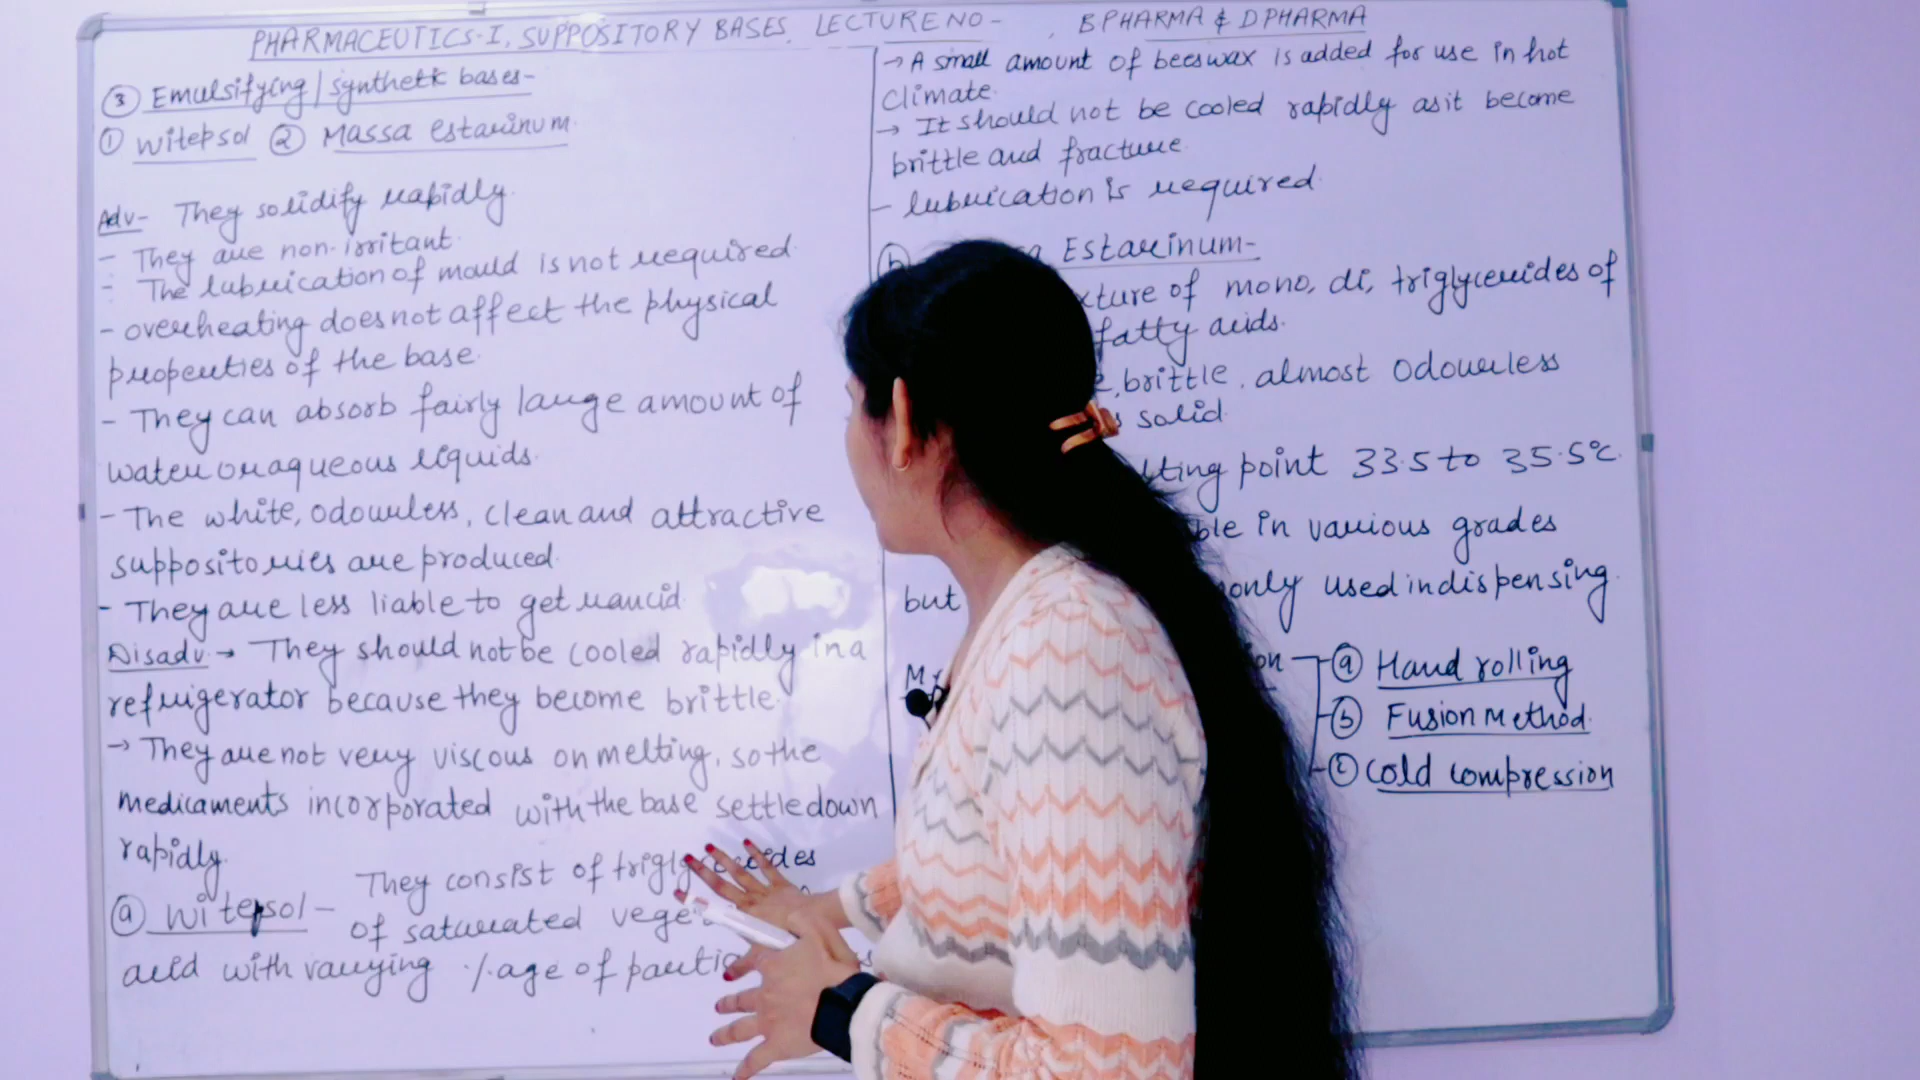 PHARMACEUTICS-I, SUPPOSITORY BASES, LECTURE NO - , B PHARMA & D PHARMA
③ Emulsifying / synthetic bases-
① Witepsol ② Massa estarinum
Adv- They solidify rapidly.
- They are non-irritant.
- The lubrication of mould is not required
- overheating does not affect the physical
properties of the base.
- They can absorb fairly large amount of
water or aqueous liquids.
- The white, odourless, clean and attractive
suppositories are produced.
- They are less liable to get rancid.
Disadv. → They should not be cooled rapidly in a
refrigerator because they become brittle.
→ They are not very viscous on melting, so the
medicaments incorporated with the base settle down
rapidly.
ⓐ Witepsol - They consist of
of saturated
acid with varying %age of
→ A small amount of beeswax is added for use in hot
climate.
→ It should not be cooled rapidly as it become
brittle and fracture
- lubrication is required.
ⓑ Estarinum-
of mono, di, triglycerides of
fatty acids.
, brittle, almost odourless
solid
point 33.5 to 35.5°C.
in various grades
but used in dispensing.
ⓐ Hand rolling
ⓑ Fusion Method.
ⓒ Cold compression